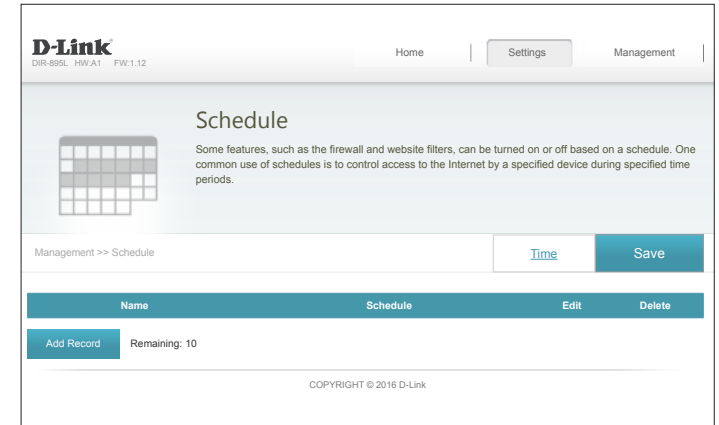 D-Link
DIR-895L HW:A1 FW:1.12
Home
Settings
Management
Schedule
Some features, such as the firewall and website filters, can be turned on or off based on a schedule. One
common use of schedules is to control access to the Internet by a specified device during specified time
periods.
Management >> Schedule
Time
Save
Name Schedule Edit Delete
Add Record Remaining: 10
COPYRIGHT © 2016 D-Link